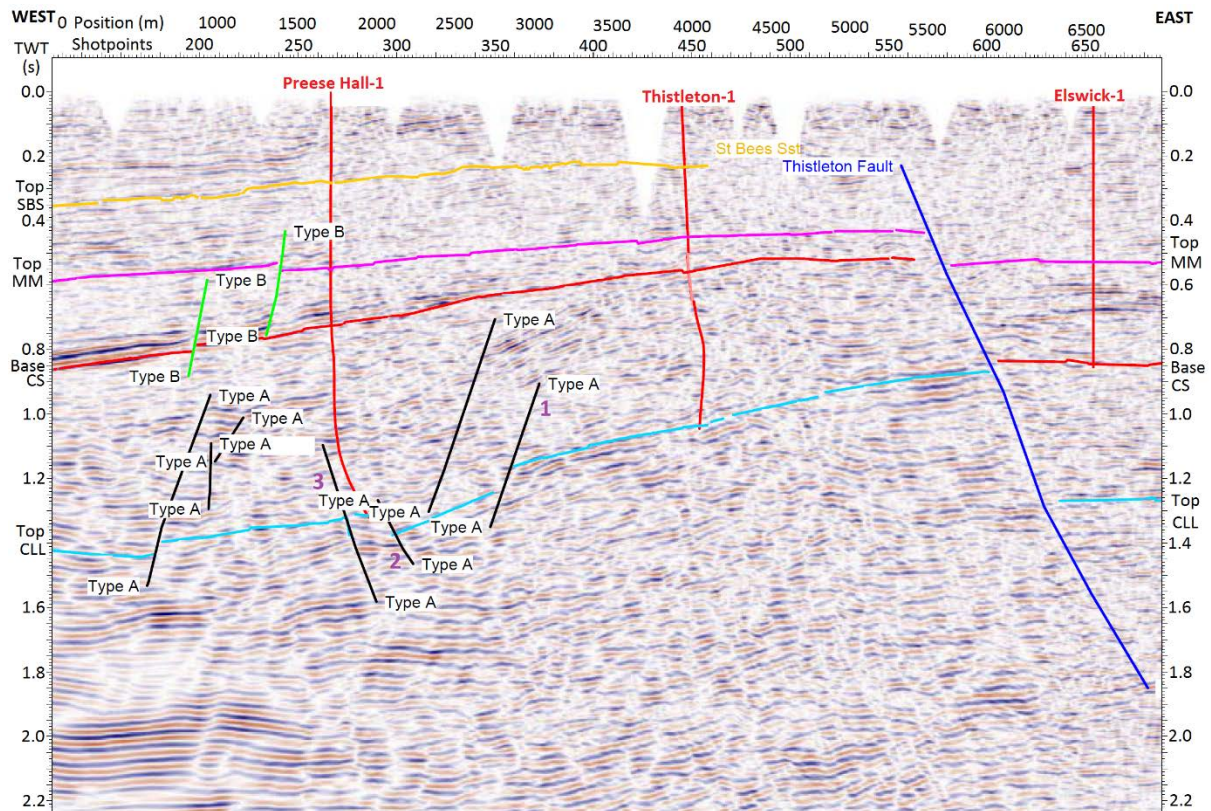 WEST 0 Position (m) 1000 1500 2000 2500 3000 3500 4000 4500 5000 5500 6000 6500 EAST
TWT Shotpoints 200 250 300 350 400 450 500 550
(s)
Preese Hall-1
Thistleton-1
Elswick-1
0.0 0.0
St Bees Sst
0.2 Thistleton Fault 0.2
Top
SBS
0.4 0.4
Type B
Top
MM
Top
MM
Type B
0.6 0.6
Type A
Type B
0.8 0.8
Base
CS
Base
CS
Type B
Type A
Type A
1
1.0 1.0
Type A
Type A
Type A
1.2 1.2
3
Type A
Type A
Type A
Type A
Top
CLL
Top
CLL
1.4 1.4
2
Type A
Type A
Type A
1.6 1.6
1.8 1.8
2.0 2.0
2.2 2.2